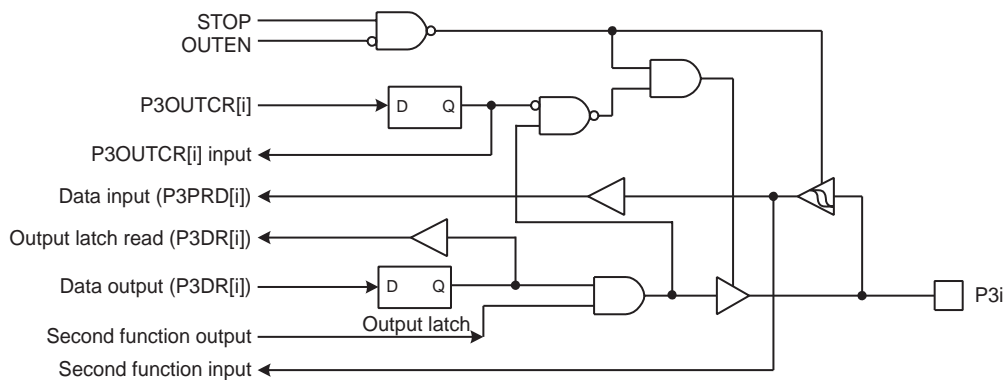 STOP
OUTEN
P3OUTCR[i]
D Q
P3OUTCR[i] input
Data input (P3PRD[i])
Output latch read (P3DR[i])
Data output (P3DR[i])
D Q
P3i
Output latch
Second function output
Second function input